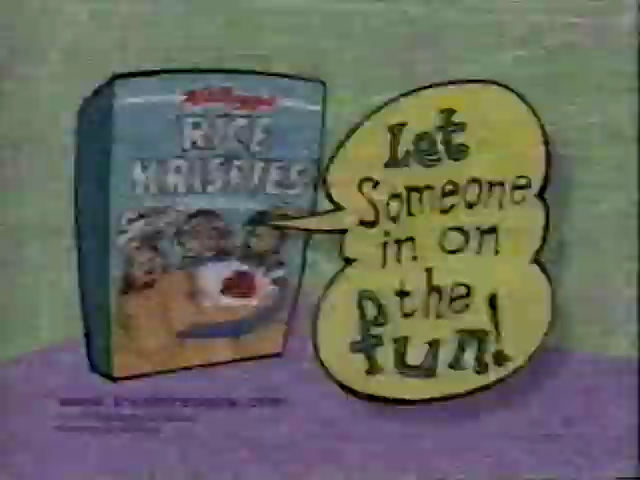 Kellogg's
RICE
KRISPIES
Let
Someone
in on
the
fun!